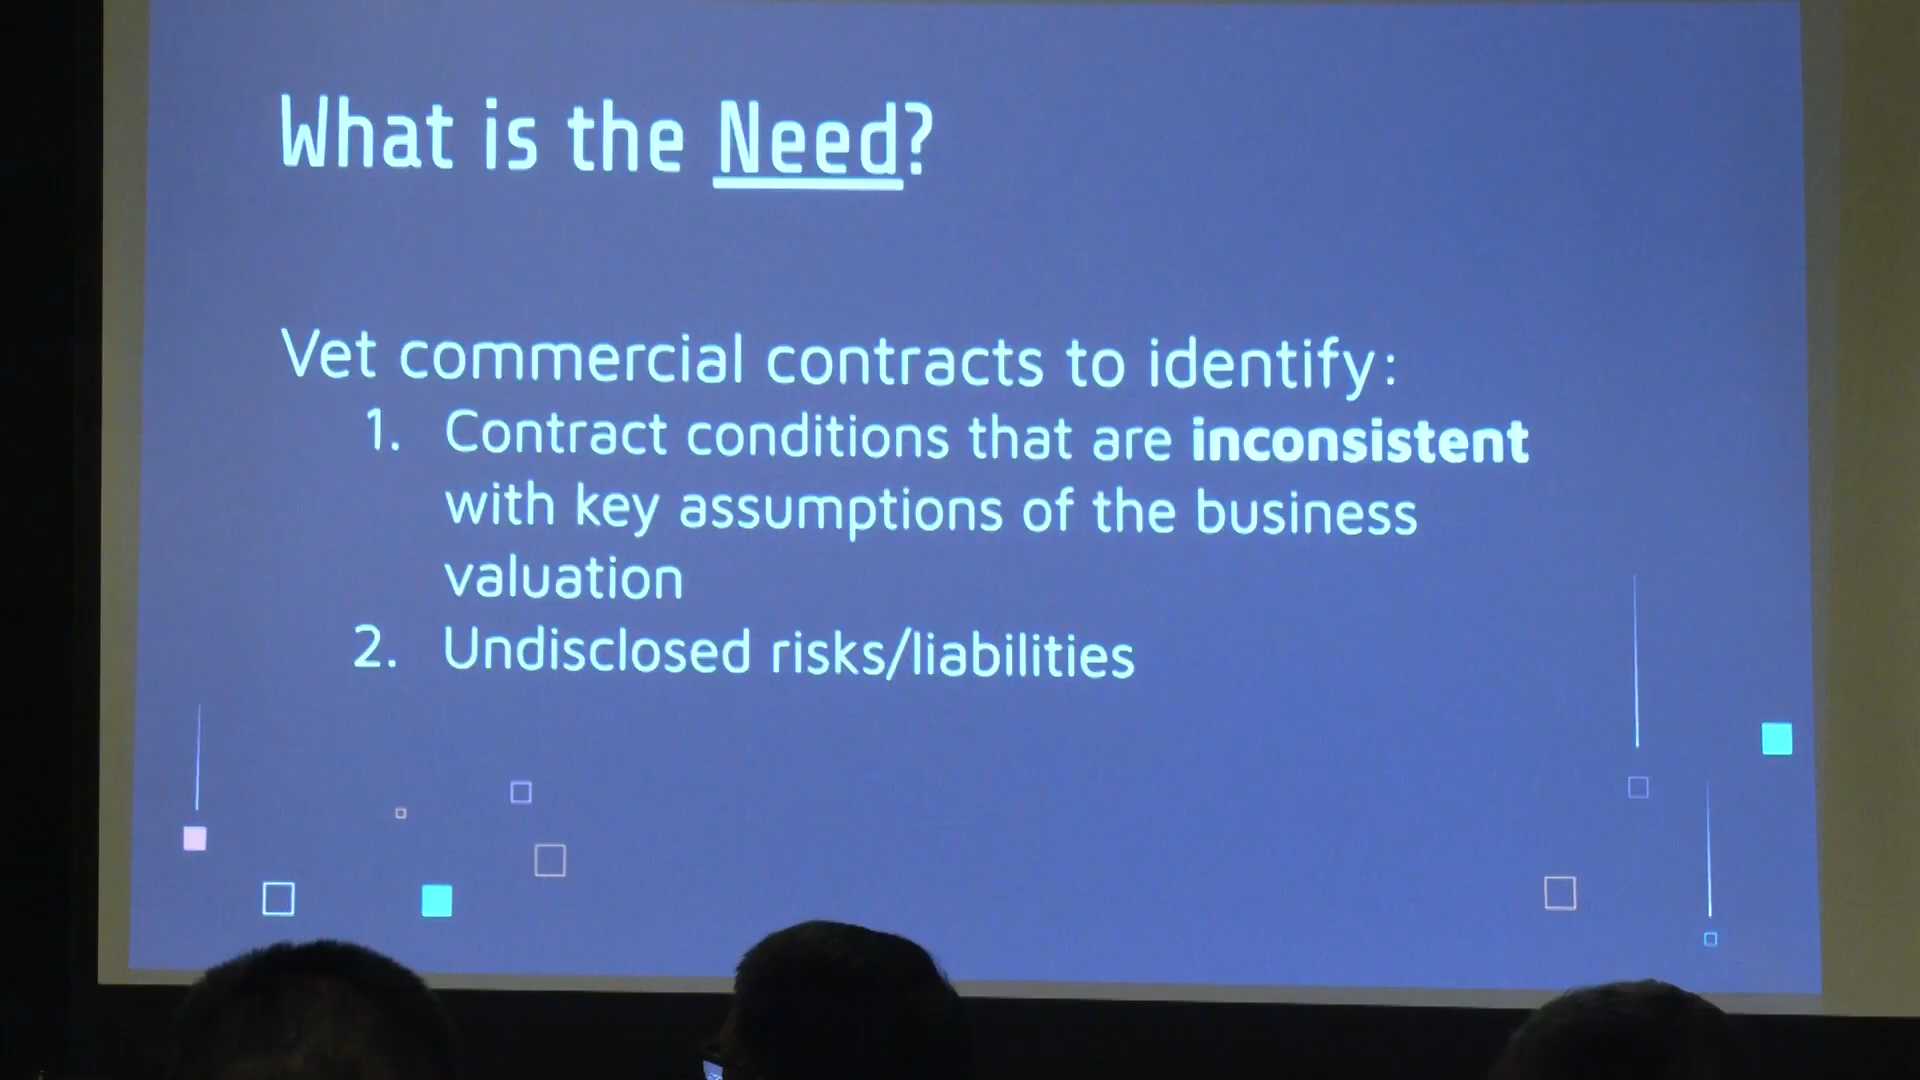 What is the Need?
Vet commercial contracts to identify:
1. Contract conditions that are inconsistent
with key assumptions of the business
valuation
2. Undisclosed risks/liabilities